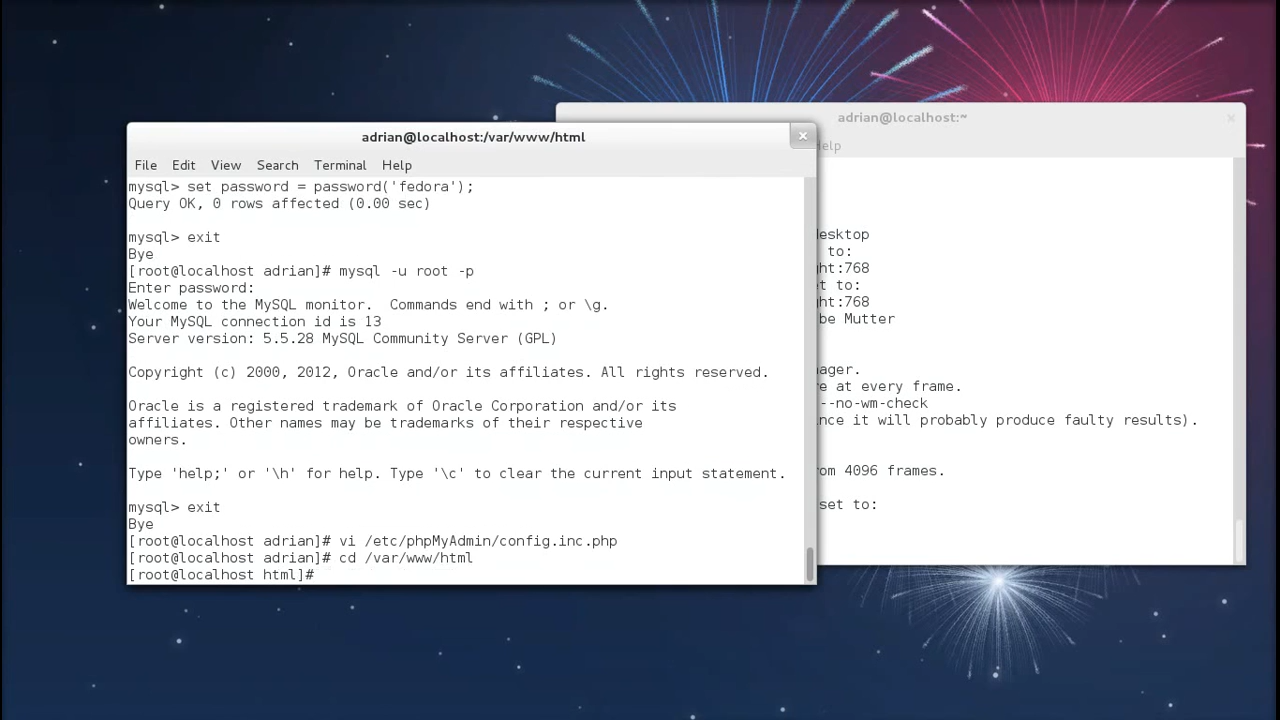 adrian@localhost:~
Help
adrian@localhost:/var/www/html
File Edit View Search Terminal Help
mysql> set password = password('fedora');
Query OK, 0 rows affected (0.00 sec)
mysql> exit
Bye
[root@localhost adrian]# mysql -u root -p
Enter password:
Welcome to the MySQL monitor.  Commands end with ; or \g.
Your MySQL connection id is 13
Server version: 5.5.28 MySQL Community Server (GPL)
Copyright (c) 2000, 2012, Oracle and/or its affiliates. All rights reserved.
Oracle is a registered trademark of Oracle Corporation and/or its
affiliates. Other names may be trademarks of their respective
owners.
Type 'help;' or '\h' for help. Type '\c' to clear the current input statement.
mysql> exit
Bye
[root@localhost adrian]# vi /etc/phpMyAdmin/config.inc.php
[root@localhost adrian]# cd /var/www/html
[root@localhost html]#
desktop
to:
ht:768
t to:
ht:768
be Mutter
ager.
e at every frame.
--no-wm-check
nce it will probably produce faulty results).
om 4096 frames.
set to: